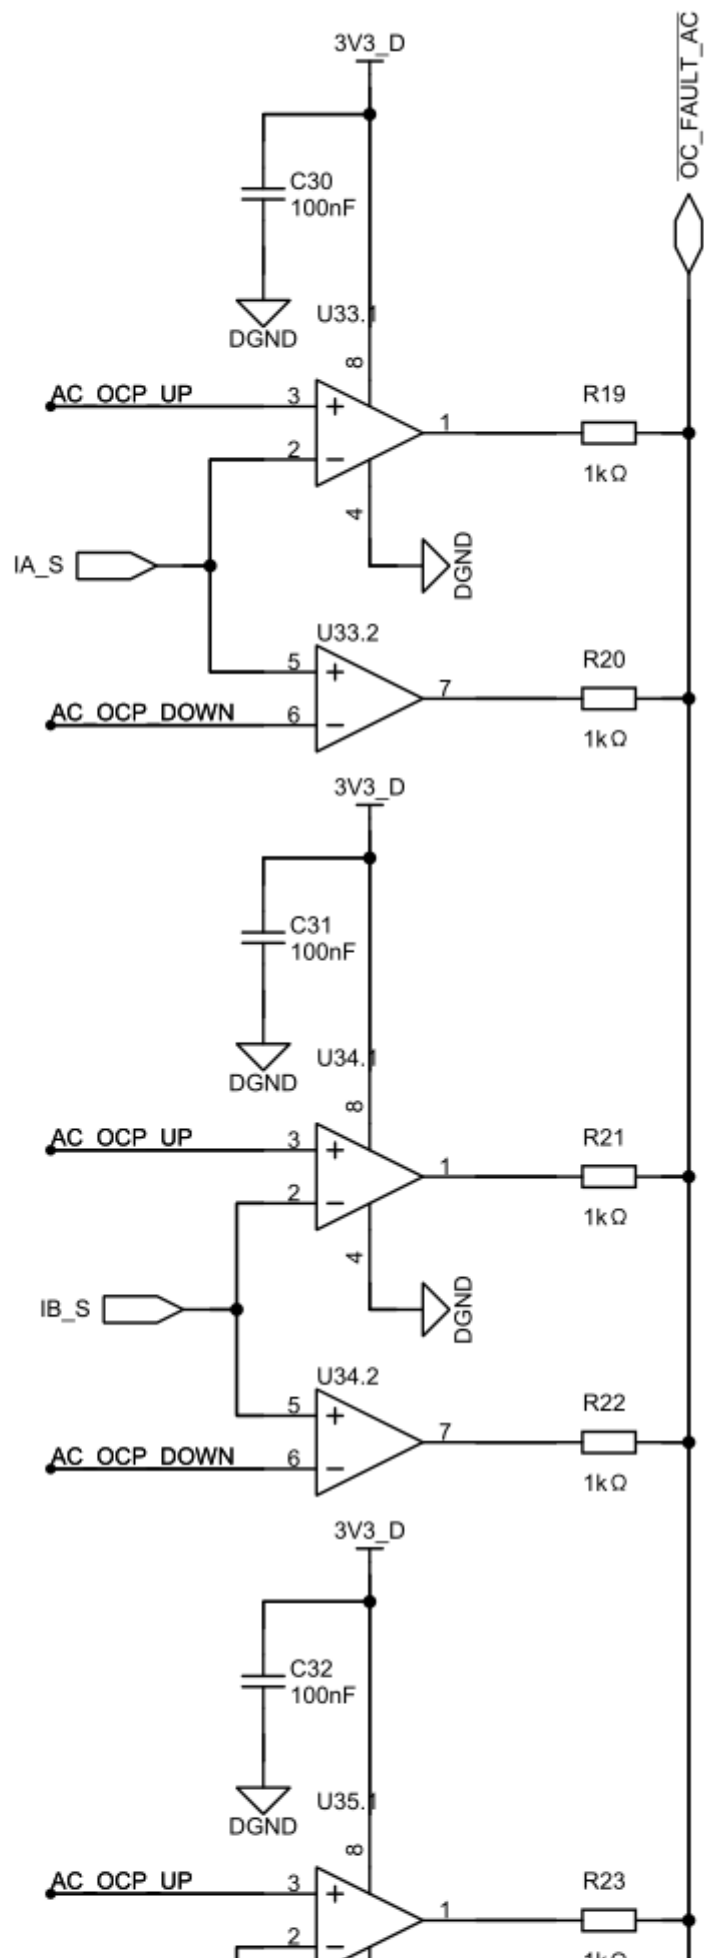 3V3_D
OC_FAULT_AC
C30
100nF
DGND
U33.1
8
AC_OCP_UP
3
+
1
R19
1kΩ
2
−
4
DGND
IA_S
U33.2
5
+
7
R20
1kΩ
AC_OCP_DOWN
6
−
3V3_D
C31
100nF
DGND
U34.1
8
AC_OCP_UP
3
+
1
R21
1kΩ
2
−
4
DGND
IB_S
U34.2
5
+
7
R22
1kΩ
AC_OCP_DOWN
6
−
3V3_D
C32
100nF
DGND
U35.1
8
AC_OCP_UP
3
+
1
R23
2
−